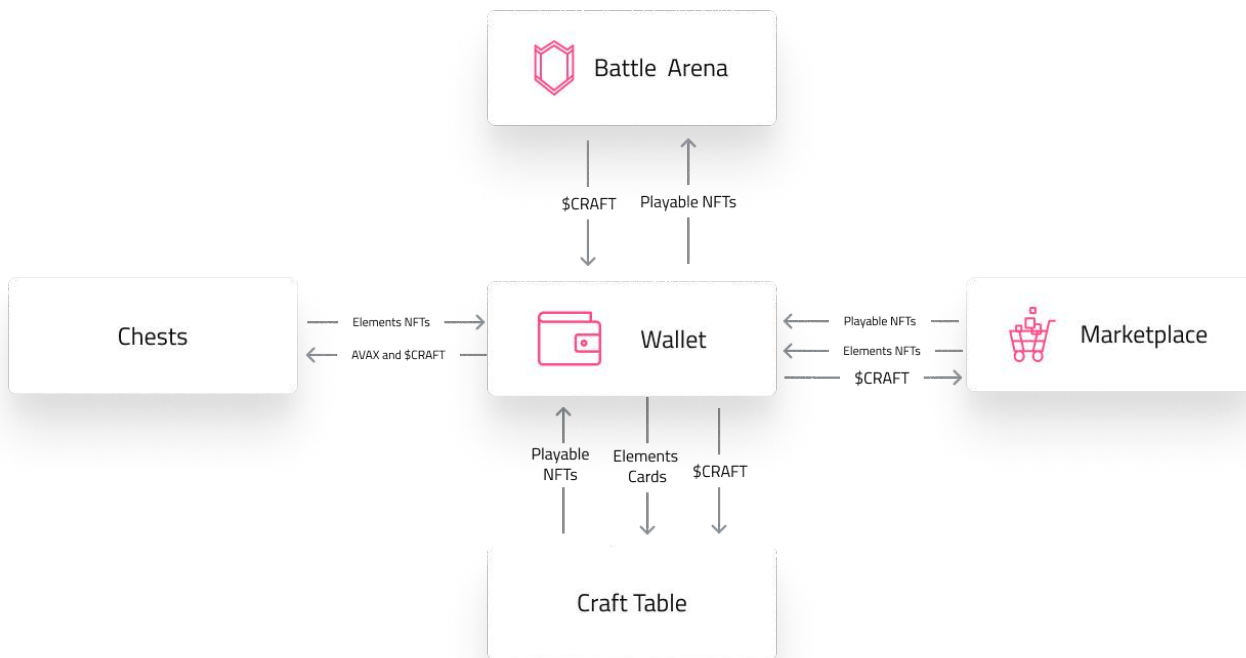 Battle Arena
$CRAFT
Playable NFTs
Chests
Elements NFTs
AVAX and $CRAFT
Wallet
Playable NFTs
Elements NFTs
$CRAFT
Marketplace
Playable
NFTs
Elements
Cards
$CRAFT
Craft Table